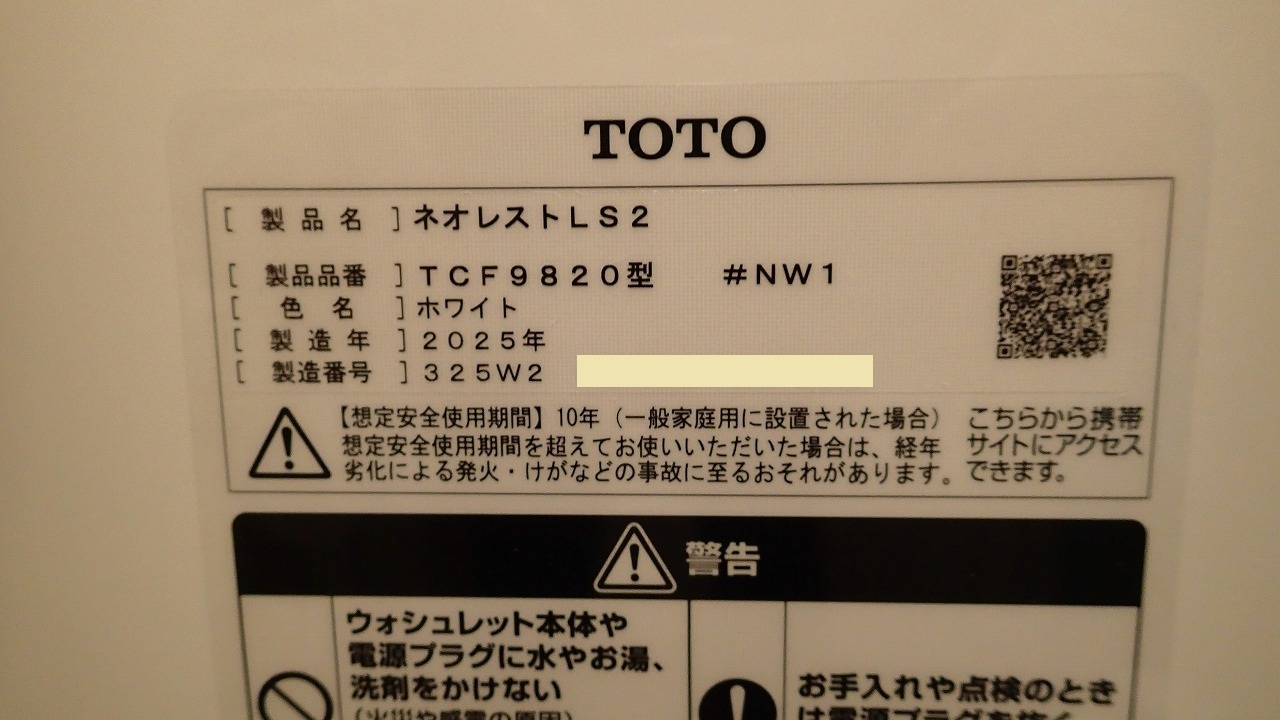 TOTO
[ 製品名 ] ネオレストLS2
[ 製品品番 ] TCF9820型 #NW1
[ 色名 ] ホワイト
[ 製造年 ] 2025年
[ 製造番号 ] 325W2
【想定安全使用期間】10年（一般家庭用に設置された場合）
想定安全使用期間を超えてお使いいただいた場合は、経年
劣化による発火・けがなどの事故に至るおそれがあります。
こちらから携帯
サイトにアクセス
できます。
警告
ウォシュレット本体や
電源プラグに水やお湯、
洗剤をかけない
お手入れや点検のとき
は電源プラグを抜く